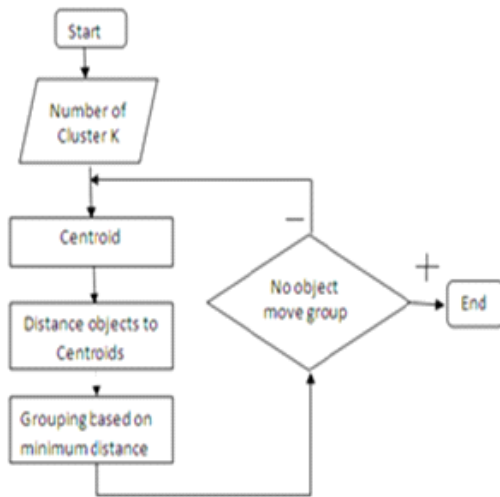 Start
Number of
Cluster K
Centroid
Distance objects to
Centroids
Grouping based on
minimum distance
No object
move group
−
+
End